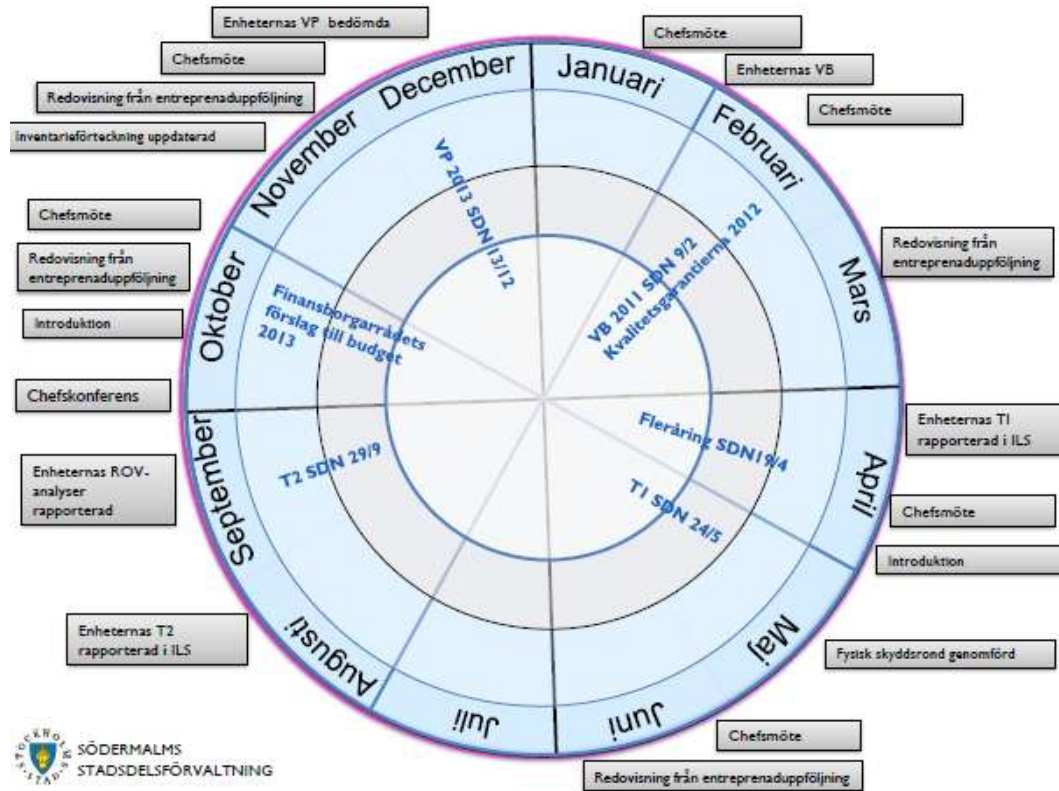 Enheternas VP bedömda
Chefsmöte
Redovisning från entreprenaduppföljning
Inventarieförteckning uppdaterad
Chefsmöte
Redovisning från
entreprenaduppföljning
Introduktion
Chefskonferens
Enheternas ROV-
analyser
rapporterad
Enheternas T2
rapporterad i ILS
Chefsmöte
Enheternas VB
Chefsmöte
Redovisning från
entreprenaduppföljning
Enheternas T1
rapporterad i ILS
Chefsmöte
Introduktion
Fysisk skyddsrond genomförd
Chefsmöte
Redovisning från entreprenaduppföljning
Januari
Februari
Mars
April
Maj
Juni
Juli
Augusti
September
Oktober
November
December
VP 2013 SDN 13/12
VB 2011 SDN 9/2
Kvalitetsgarantierna 2012
Finansborgarrådets
förslag till budget
2013
Fleråring SDN19/4
T1 SDN 24/5
T2 SDN 29/9
STOCKHOLMS
STAD
SÖDERMALMS
STADSDELSFÖRVALTNING